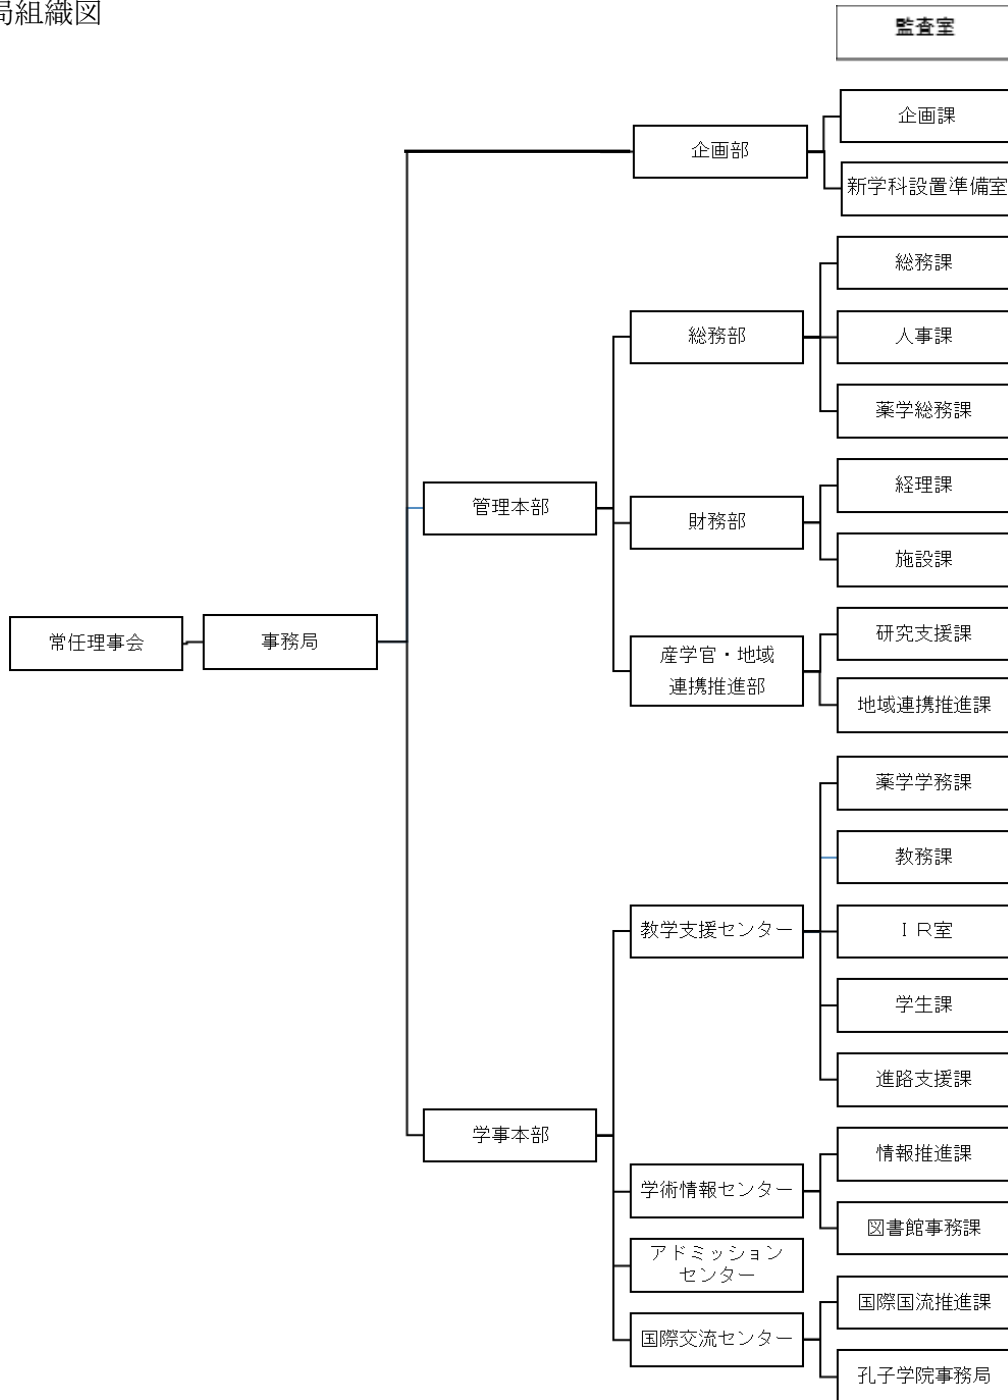 局組織図
監査室
企画課
企画部
新学科設置準備室
総務課
総務部
人事課
薬学総務課
経理課
管理本部
財務部
施設課
常任理事会
事務局
研究支援課
産学官・地域
連携推進部
地域連携推進課
薬学学務課
教務課
教学支援センター
ＩＲ室
学生課
進路支援課
学事本部
情報推進課
学術情報センター
図書館事務課
アドミッション
センター
国際国流推進課
国際交流センター
孔子学院事務局